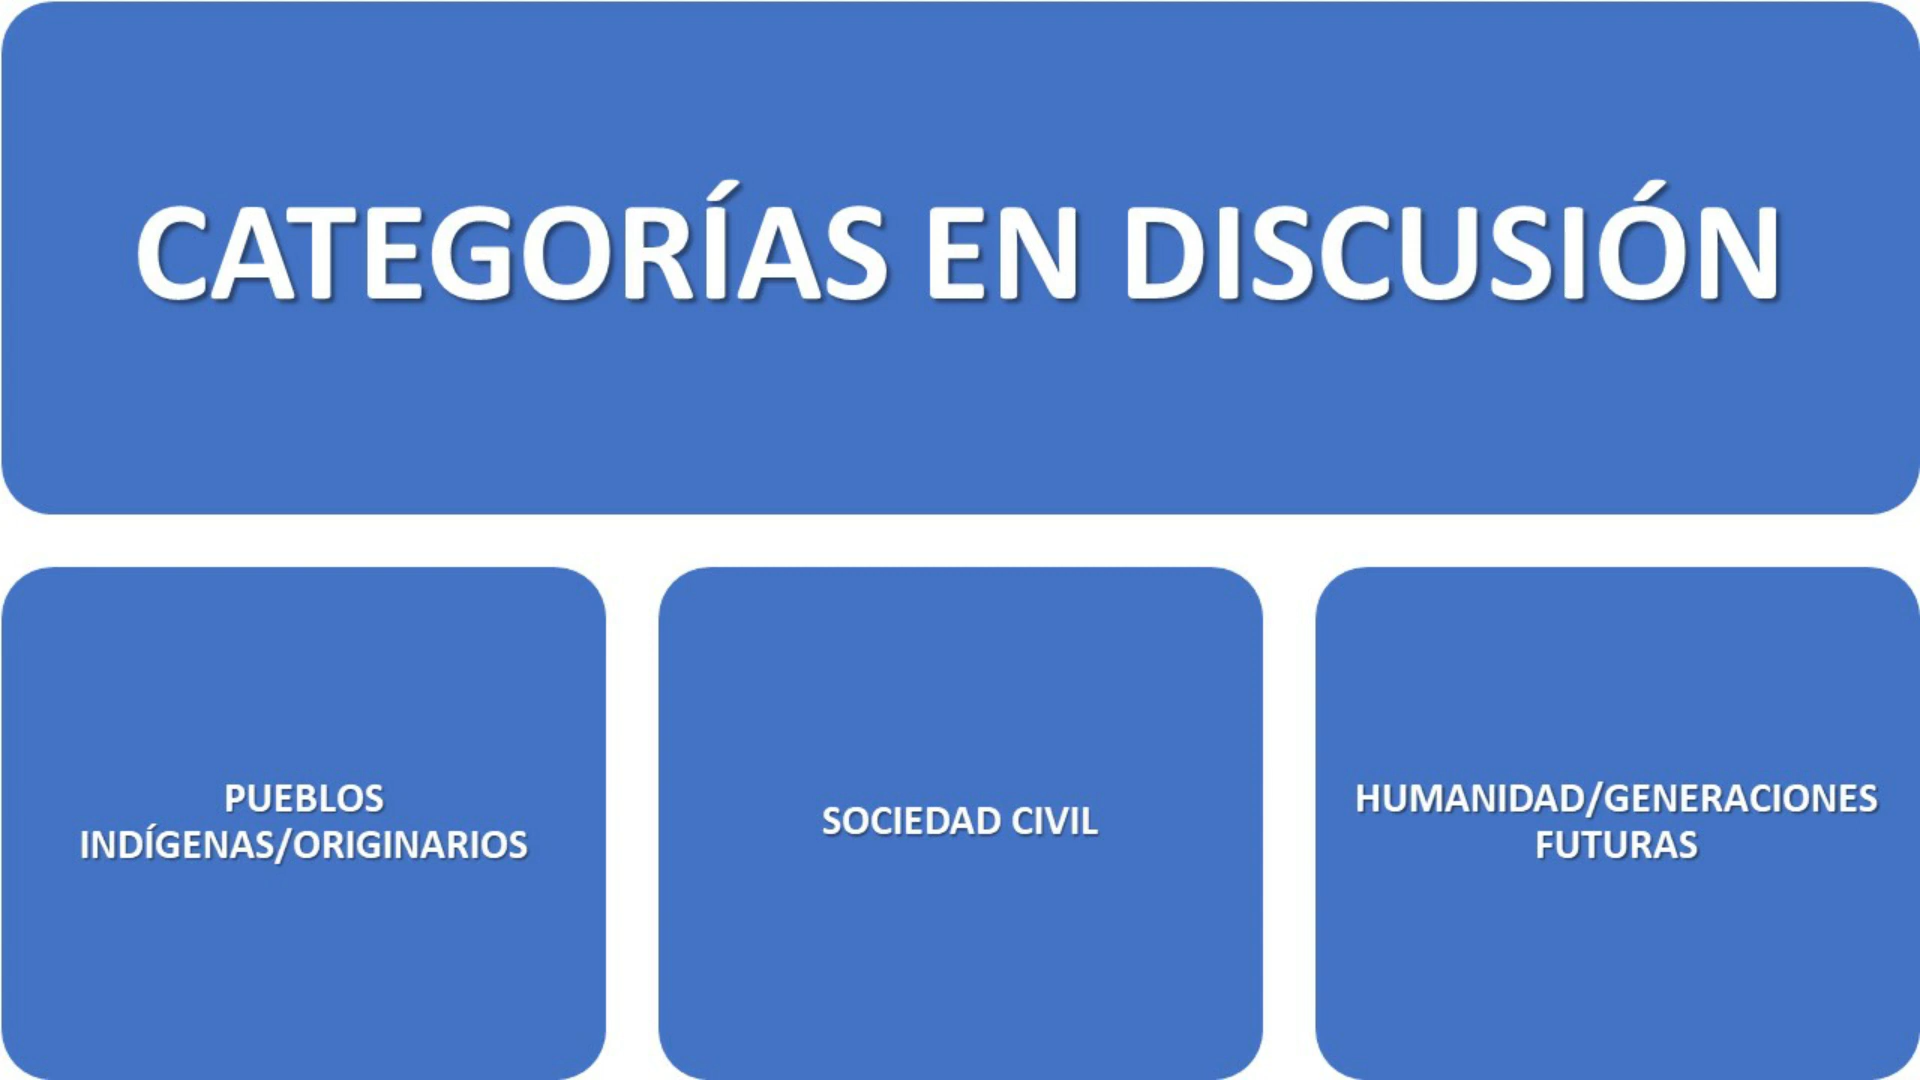 CATEGORÍAS EN DISCUSIÓN
PUEBLOS
INDÍGENAS/ORIGINARIOS
SOCIEDAD CIVIL
HUMANIDAD/GENERACIONES
FUTURAS